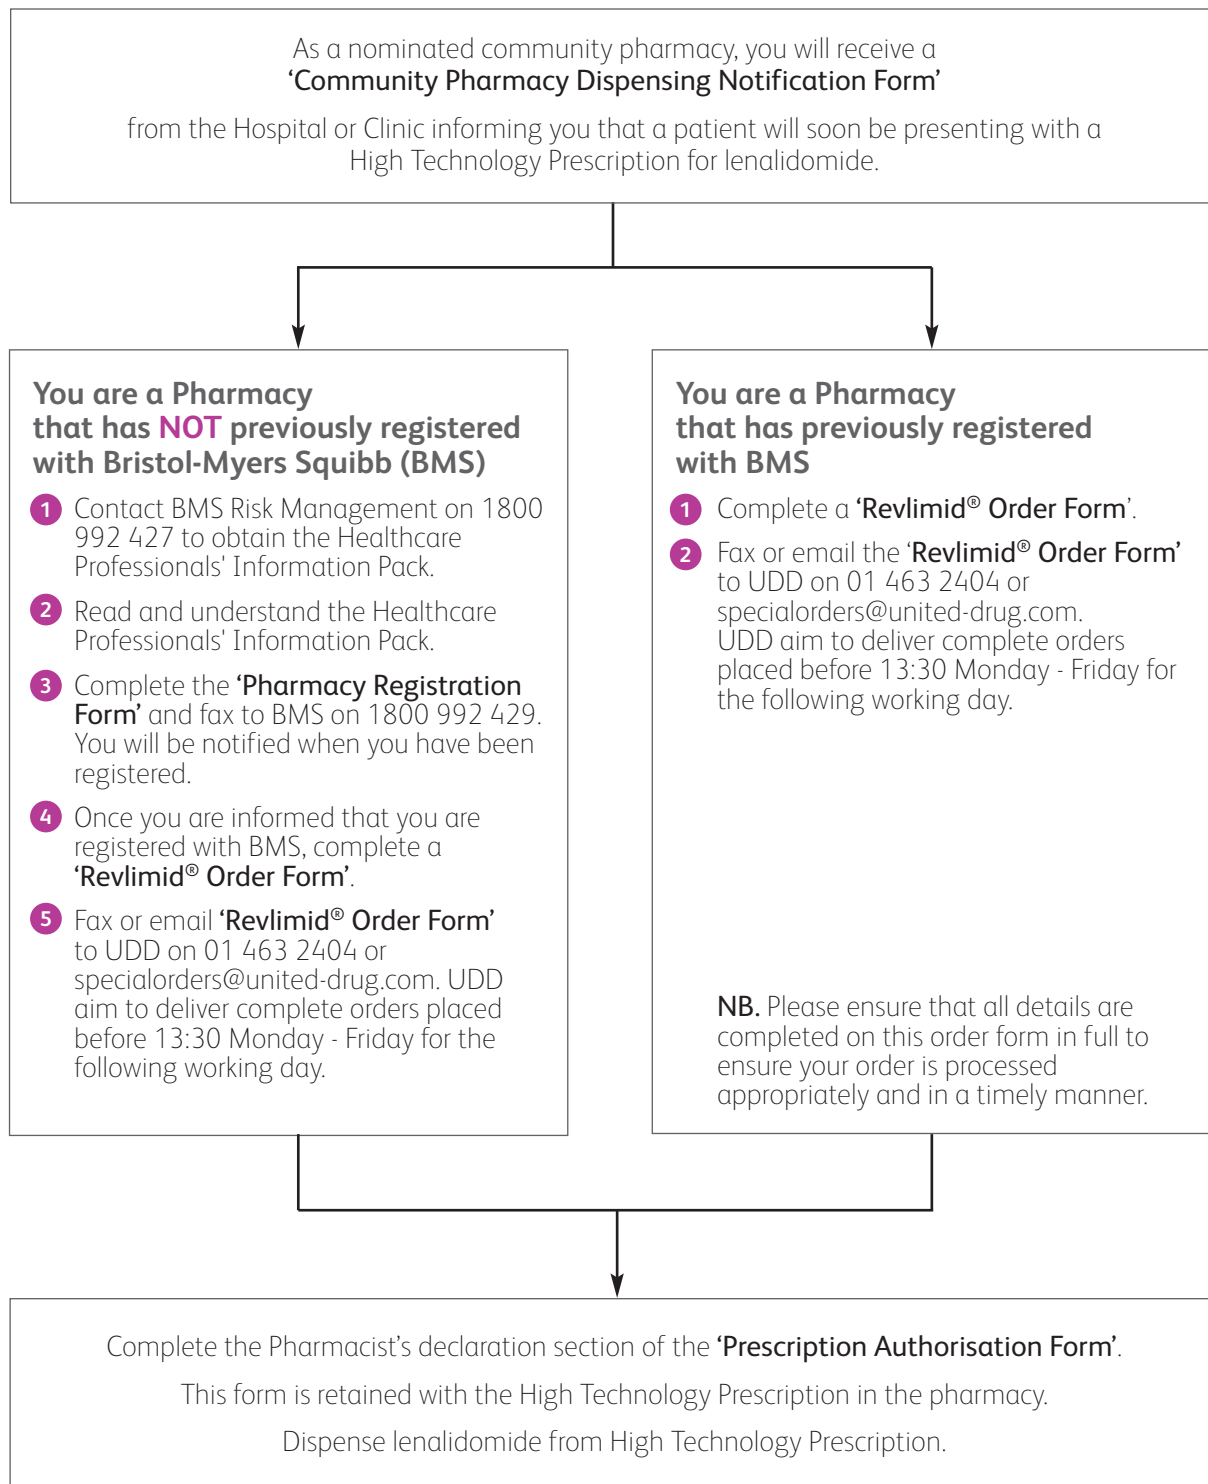 As a nominated community pharmacy, you will receive a
‘Community Pharmacy Dispensing Notification Form’
from the Hospital or Clinic informing you that a patient will soon be presenting with a
High Technology Prescription for lenalidomide.
You are a Pharmacy
that has NOT previously registered
with Bristol-Myers Squibb (BMS)
1 Contact BMS Risk Management on 1800
992 427 to obtain the Healthcare
Professionals' Information Pack.
2 Read and understand the Healthcare
Professionals' Information Pack.
3 Complete the ‘Pharmacy Registration
Form’ and fax to BMS on 1800 992 429.
You will be notified when you have been
registered.
4 Once you are informed that you are
registered with BMS, complete a
‘Revlimid® Order Form’.
5 Fax or email ‘Revlimid® Order Form’
to UDD on 01 463 2404 or
specialorders@united-drug.com. UDD
aim to deliver complete orders placed
before 13:30 Monday - Friday for the
following working day.
You are a Pharmacy
that has previously registered
with BMS
1 Complete a ‘Revlimid® Order Form’.
2 Fax or email the ‘Revlimid® Order Form’
to UDD on 01 463 2404 or
specialorders@united-drug.com.
UDD aim to deliver complete orders
placed before 13:30 Monday - Friday for
the following working day.
NB. Please ensure that all details are
completed on this order form in full to
ensure your order is processed
appropriately and in a timely manner.
Complete the Pharmacist’s declaration section of the ‘Prescription Authorisation Form’.
This form is retained with the High Technology Prescription in the pharmacy.
Dispense lenalidomide from High Technology Prescription.